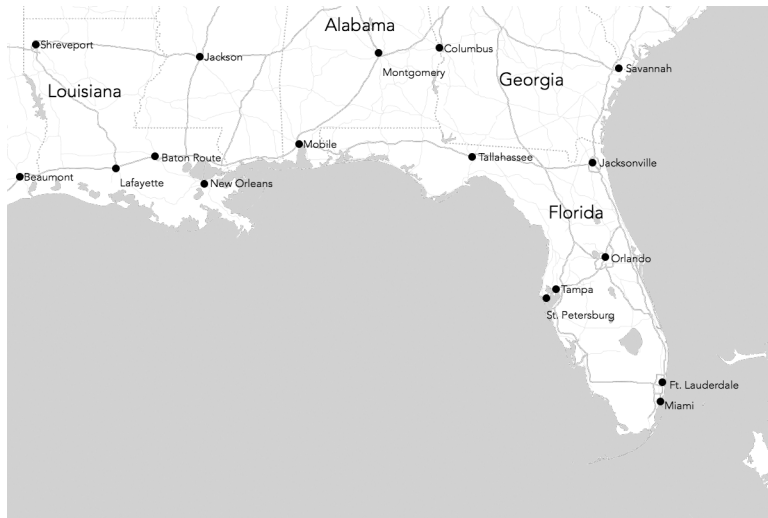 Alabama
Shreveport
Columbus
Jackson
Montgomery
Savannah
Georgia
Louisiana
Mobile
Baton Route
Tallahassee
Jacksonville
Beaumont
Lafayette
New Orleans
Florida
Orlando
Tampa
St. Petersburg
Ft. Lauderdale
Miami